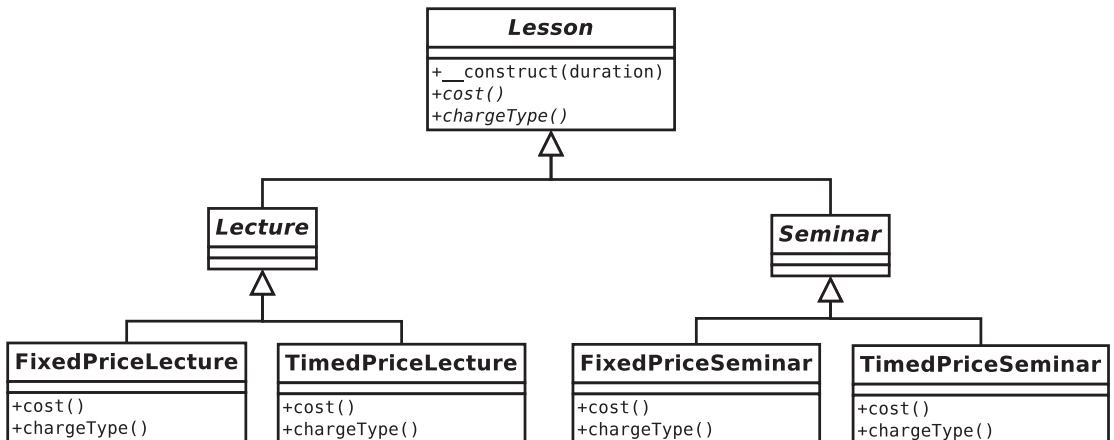 Lesson
+__construct(duration)
+cost()
+chargeType()
Lecture
Seminar
FixedPriceLecture
+cost()
+chargeType()
TimedPriceLecture
+cost()
+chargeType()
FixedPriceSeminar
+cost()
+chargeType()
TimedPriceSeminar
+cost()
+chargeType()